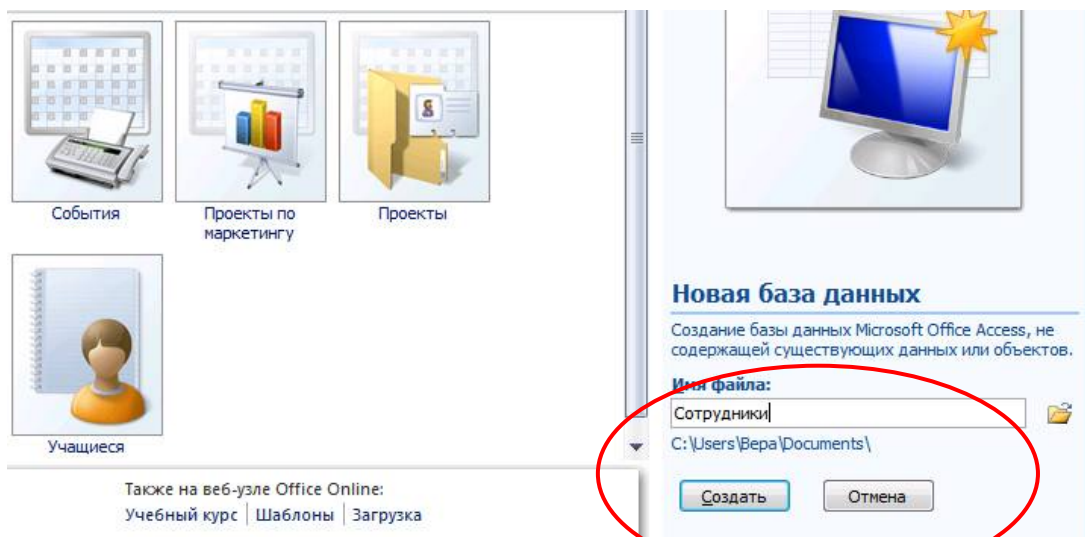 События
Проекты по
маркетингу
Проекты
Учащиеся
Также на веб-узле Office Online:
Учебный курс | Шаблоны | Загрузка
Новая база данных
Создание базы данных Microsoft Office Access, не
содержащей существующих данных или объектов.
Имя файла:
Сотрудники
C:\Users\Вера\Documents\
Создать
Отмена